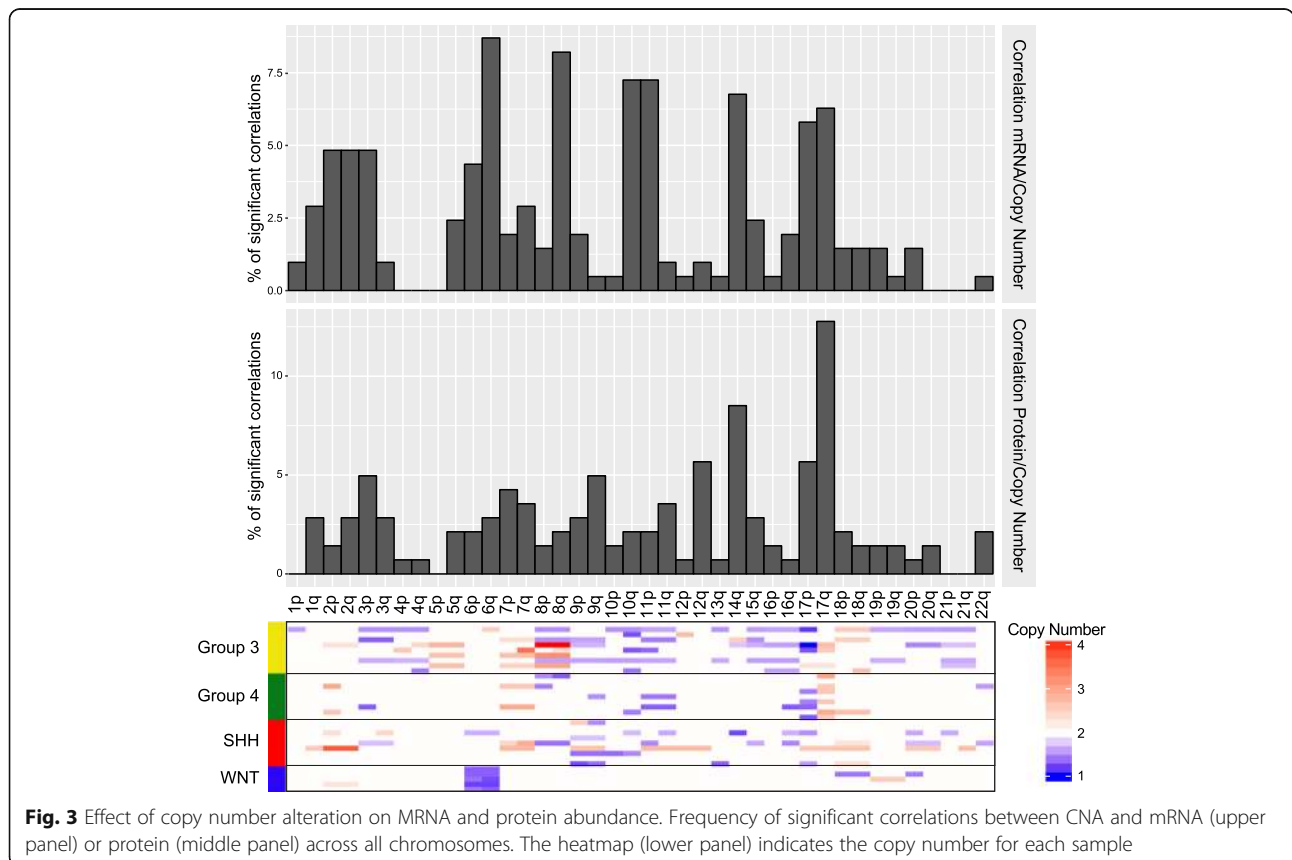 % of significant correlations
7.5
5.0
2.5
0.0
Correlation mRNA/Copy Number
% of significant correlations
10
5
0
Correlation Protein/Copy Number
1p 1q 2p 2q 3p 3q 4p 4q 5p 5q 6p 6q 7p 7q 8p 8q 9p 9q 10p 10q 11p 11q 12p 12q 13q 14q 15q 16p 16q 17p 17q 18p 18q 19p 19q 20p 20q 21p 21q 22q
Group 3
Group 4
SHH
WNT
Copy Number
4
3
2
1
Fig. 3 Effect of copy number alteration on MRNA and protein abundance. Frequency of significant correlations between CNA and mRNA (upper
panel) or protein (middle panel) across all chromosomes. The heatmap (lower panel) indicates the copy number for each sample